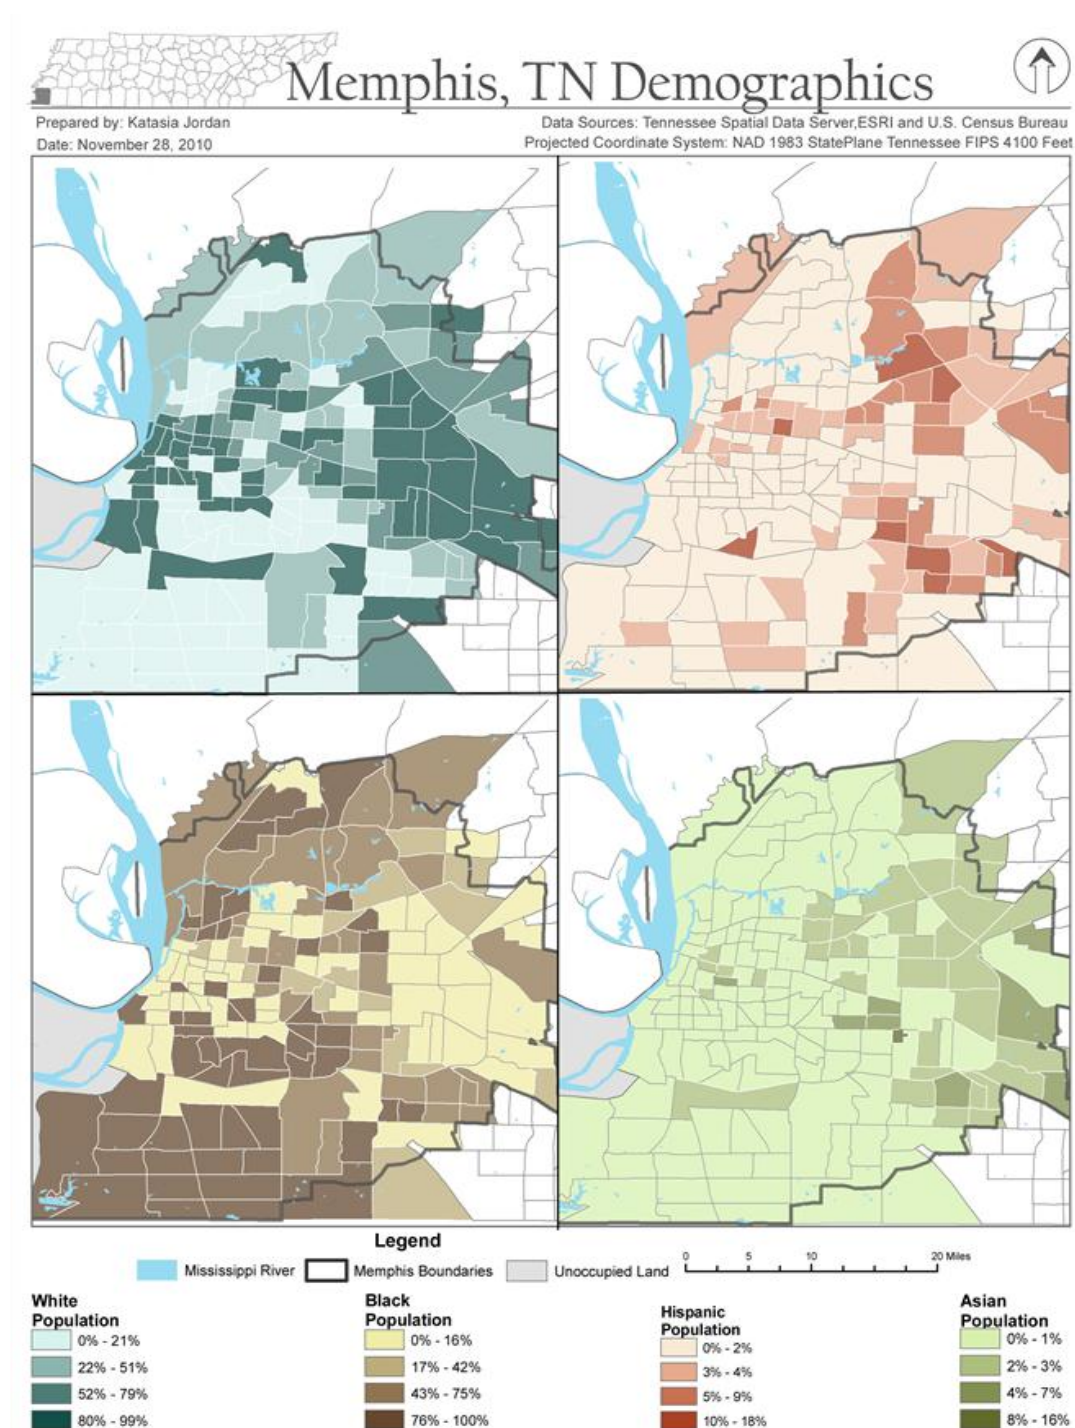 Memphis, TN Demographics
Prepared by: Katasia Jordan
Date: November 28, 2010
Data Sources: Tennessee Spatial Data Server,ESRI and U.S. Census Bureau
Projected Coordinate System: NAD 1983 StatePlane Tennessee FIPS 4100 Feet
Legend
Mississippi River
Memphis Boundaries
Unoccupied Land
0 5 10 20 Miles
White
Population
0% - 21%
22% - 51%
52% - 79%
80% - 99%
Black
Population
0% - 16%
17% - 42%
43% - 75%
76% - 100%
Hispanic
Population
0% - 2%
3% - 4%
5% - 9%
10% - 18%
Asian
Population
0% - 1%
2% - 3%
4% - 7%
8% - 16%